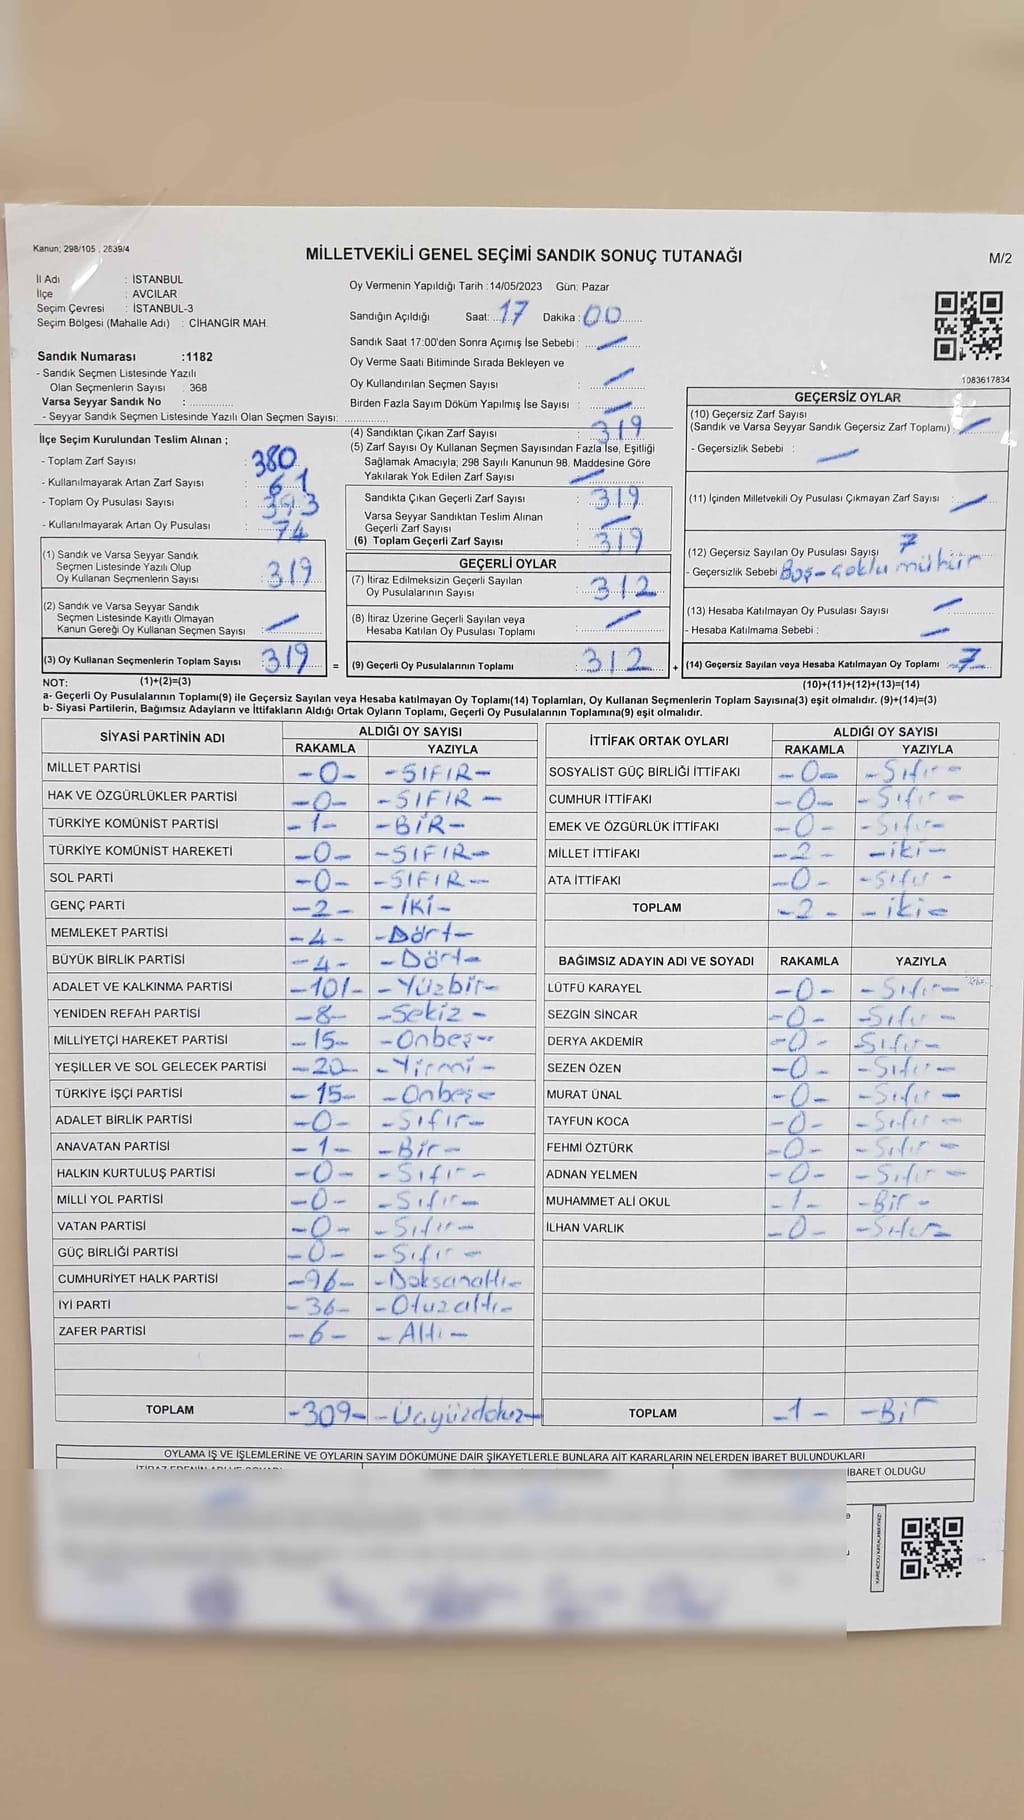 Kanun; 298/105 , 2839/4
MİLLETVEKİLİ GENEL SEÇİMİ SANDIK SONUÇ TUTANAĞI
M/2
İl Adı : İSTANBUL
İlçe : AVCILAR
Seçim Çevresi : İSTANBUL-3
Seçim Bölgesi (Mahalle Adı) : CİHANGİR MAH.
Oy Vermenin Yapıldığı Tarih :14/05/2023 Gün: Pazar
Sandığın Açıldığı Saat: 17 Dakika: 00
Sandık Saat 17:00'den Sonra Açımış İse Sebebi : —
Oy Verme Saati Bitiminde Sırada Bekleyen ve
Oy Kullandırılan Seçmen Sayısı : —
Birden Fazla Sayım Döküm Yapılmış İse Sayısı : —
Sandık Numarası :1182
- Sandık Seçmen Listesinde Yazılı
Olan Seçmenlerin Sayısı : 368
Varsa Seyyar Sandık No :
- Seyyar Sandık Seçmen Listesinde Yazılı Olan Seçmen Sayısı:
1083617834
İlçe Seçim Kurulundan Teslim Alınan ;
- Toplam Zarf Sayısı : 380
- Kullanılmayarak Artan Zarf Sayısı : 61
- Toplam Oy Pusulası Sayısı : 393
- Kullanılmayarak Artan Oy Pusulası : 74
(1) Sandık ve Varsa Seyyar Sandık
Seçmen Listesinde Yazılı Olup
Oy Kullanan Seçmenlerin Sayısı : 319
(2) Sandık ve Varsa Seyyar Sandık
Seçmen Listesinde Kayıtlı Olmayan
Kanun Gereği Oy Kullanan Seçmen Sayısı : —
(3) Oy Kullanan Seçmenlerin Toplam Sayısı : 319 =
(4) Sandıktan Çıkan Zarf Sayısı : 319
(5) Zarf Sayısı Oy Kullanan Seçmen Sayısından Fazla İse, Eşitliği
Sağlamak Amacıyla; 298 Sayılı Kanunun 98. Maddesine Göre
Yakılarak Yok Edilen Zarf Sayısı : —
Sandıkta Çıkan Geçerli Zarf Sayısı : 319
Varsa Seyyar Sandıktan Teslim Alınan
Geçerli Zarf Sayısı : —
(6) Toplam Geçerli Zarf Sayısı : 319
GEÇERLİ OYLAR
(7) İtiraz Edilmeksizin Geçerli Sayılan
Oy Pusulalarının Sayısı : 312
(8) İtiraz Üzerine Geçerli Sayılan veya
Hesaba Katılan Oy Pusulası Toplamı : —
(9) Geçerli Oy Pusulalarının Toplamı : 312 +
GEÇERSİZ OYLAR
(10) Geçersiz Zarf Sayısı
(Sandık ve Varsa Seyyar Sandık Geçersiz Zarf Toplamı) : —
- Geçersizlik Sebebi : —
(11) İçinden Milletvekili Oy Pusulası Çıkmayan Zarf Sayısı : —
(12) Geçersiz Sayılan Oy Pusulası Sayısı : 7
- Geçersizlik Sebebi Boş-çoklu mühür
(13) Hesaba Katılmayan Oy Pusulası Sayısı : —
- Hesaba Katılmama Sebebi : —
(14) Geçersiz Sayılan veya Hesaba Katılmayan Oy Toplamı : 7
NOT: (1)+(2)=(3) (10)+(11)+(12)+(13)=(14)
a- Geçerli Oy Pusulalarının Toplamı(9) ile Geçersiz Sayılan veya Hesaba katılmayan Oy Toplamı(14) Toplamları, Oy Kullanan Seçmenlerin Toplam Sayısına(3) eşit olmalıdır. (9)+(14)=(3)
b- Siyasi Partilerin, Bağımsız Adayların ve İttifakların Aldığı Ortak Oyların Toplamı, Geçerli Oy Pusulalarının Toplamına(9) eşit olmalıdır.
SİYASİ PARTİNİN ADI ALDIĞI OY SAYISI
RAKAMLA YAZIYLA
MİLLET PARTİSİ -0- -SIFIR-
HAK VE ÖZGÜRLÜKLER PARTİSİ -0- -SIFIR-
TÜRKİYE KOMÜNİST PARTİSİ -1- -BİR-
TÜRKİYE KOMÜNİST HAREKETİ -0- -SIFIR-
SOL PARTİ -0- -SIFIR-
GENÇ PARTİ -2- -İKİ-
MEMLEKET PARTİSİ -4- -Dört-
BÜYÜK BİRLİK PARTİSİ -4- -Dört-
ADALET VE KALKINMA PARTİSİ -101- -Yüzbir-
YENİDEN REFAH PARTİSİ -8- -Sekiz-
MİLLİYETÇİ HAREKET PARTİSİ -15- -Onbeş-
YEŞİLLER VE SOL GELECEK PARTİSİ -20- -Yirmi-
TÜRKİYE İŞÇİ PARTİSİ -15- -Onbeş-
ADALET BİRLİK PARTİSİ -0- -Sıfır-
ANAVATAN PARTİSİ -1- -Bir-
HALKIN KURTULUŞ PARTİSİ -0- -Sıfır-
MİLLİ YOL PARTİSİ -0- -Sıfır-
VATAN PARTİSİ -0- -Sıfır-
GÜÇ BİRLİĞİ PARTİSİ -0- -Sıfır-
CUMHURİYET HALK PARTİSİ -96- -Doksanaltı-
İYİ PARTİ -36- -Otuzaltı-
ZAFER PARTİSİ -6- -Altı-
TOPLAM -309- -Üçyüzdokuz-
İTTİFAK ORTAK OYLARI ALDIĞI OY SAYISI
RAKAMLA YAZIYLA
SOSYALİST GÜÇ BİRLİĞİ İTTİFAKI -0- -Sıfır-
CUMHUR İTTİFAKI -0- -Sıfır-
EMEK VE ÖZGÜRLÜK İTTİFAKI -0- -Sıfır-
MİLLET İTTİFAKI -2- -iki-
ATA İTTİFAKI -0- -Sıfır-
TOPLAM -2- -iki-
BAĞIMSIZ ADAYIN ADI VE SOYADI RAKAMLA YAZIYLA
LÜTFÜ KARAYEL -0- -Sıfır-
SEZGİN SİNCAR -0- -Sıfır-
DERYA AKDEMİR -0- -Sıfır-
SEZEN ÖZEN -0- -Sıfır-
MURAT ÜNAL -0- -Sıfır-
TAYFUN KOCA -0- -Sıfır-
FEHMİ ÖZTÜRK -0- -Sıfır-
ADNAN YELMEN -0- -Sıfır-
MUHAMMET ALİ OKUL -1- -Bir-
İLHAN VARLIK -0- -Sıfır-
TOPLAM -1- -Bir
OYLAMA İŞ VE İŞLEMLERİNE VE OYLARIN SAYIM DÖKÜMÜNE DAİR ŞİKAYETLERLE BUNLARA AİT KARARLARIN NELERDEN İBARET BULUNDUKLARI
İBARET OLDUĞU